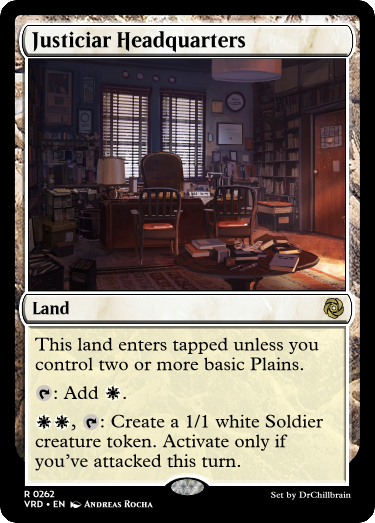 Justiciar Headquarters
Land
This land enters tapped unless you
control two or more basic Plains.
: Add .
, : Create a 1/1 white Soldier
creature token. Activate only if
you've attacked this turn.
R 0262
VRD • EN Andreas Rocha
Set by DrChillbrain